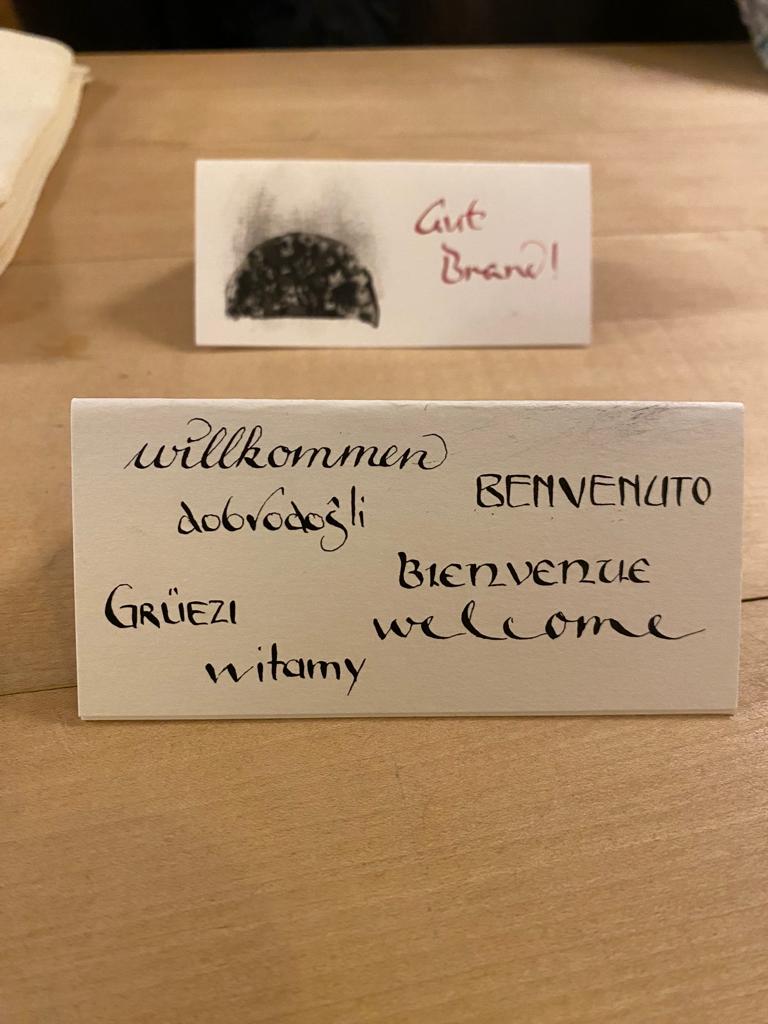 Gut
Brand!
willkommen
BENVENUTO
dobrodošli
BIENVENUE
GRÜEZI
welcome
witamy